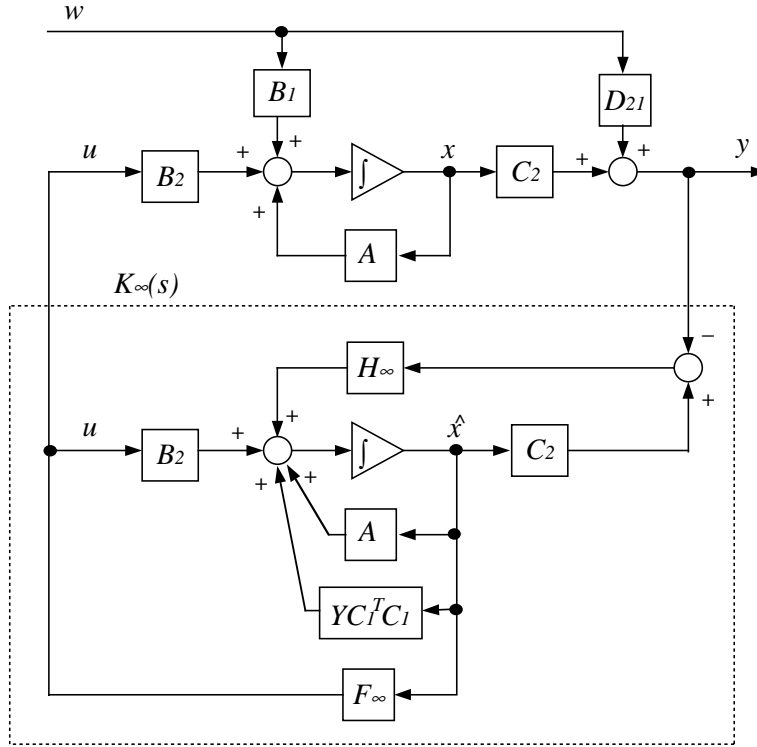 w
B₁
D₂₁
+ +
u B₂ + + ∫ x C₂ + y
+ A
K∞(s)
−
H∞
+
+
u B₂ + ∫ x̂ C₂
+ +
A
YC₁ᵀC₁
F∞